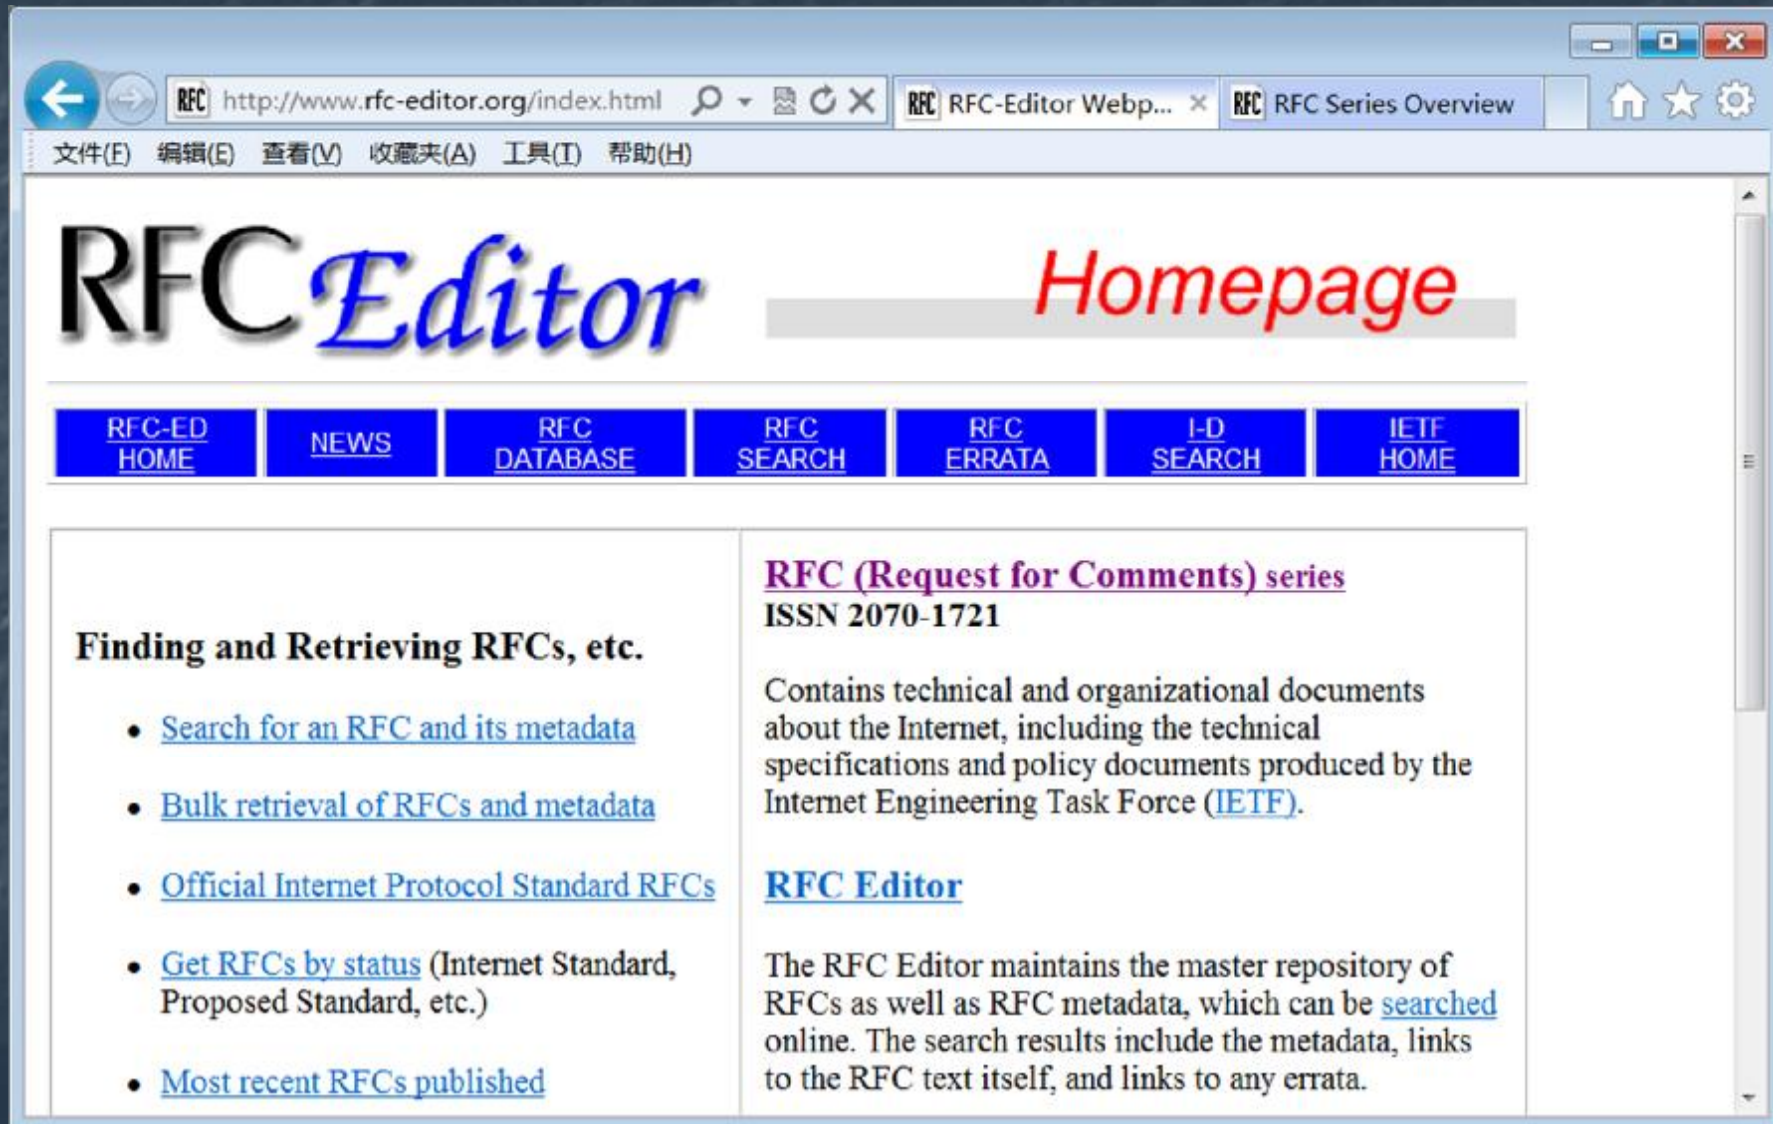 RFC http://www.rfc-editor.org/index.html
RFC RFC-Editor Webp...
RFC RFC Series Overview
文件(F) 编辑(E) 查看(V) 收藏夹(A) 工具(T) 帮助(H)
RFC Editor
Homepage
RFC-ED
HOME
NEWS
RFC
DATABASE
RFC
SEARCH
RFC
ERRATA
I-D
SEARCH
IETF
HOME
Finding and Retrieving RFCs, etc.
• Search for an RFC and its metadata
• Bulk retrieval of RFCs and metadata
• Official Internet Protocol Standard RFCs
• Get RFCs by status (Internet Standard,
Proposed Standard, etc.)
• Most recent RFCs published
RFC (Request for Comments) series
ISSN 2070-1721
Contains technical and organizational documents
about the Internet, including the technical
specifications and policy documents produced by the
Internet Engineering Task Force (IETF).
RFC Editor
The RFC Editor maintains the master repository of
RFCs as well as RFC metadata, which can be searched
online. The search results include the metadata, links
to the RFC text itself, and links to any errata.